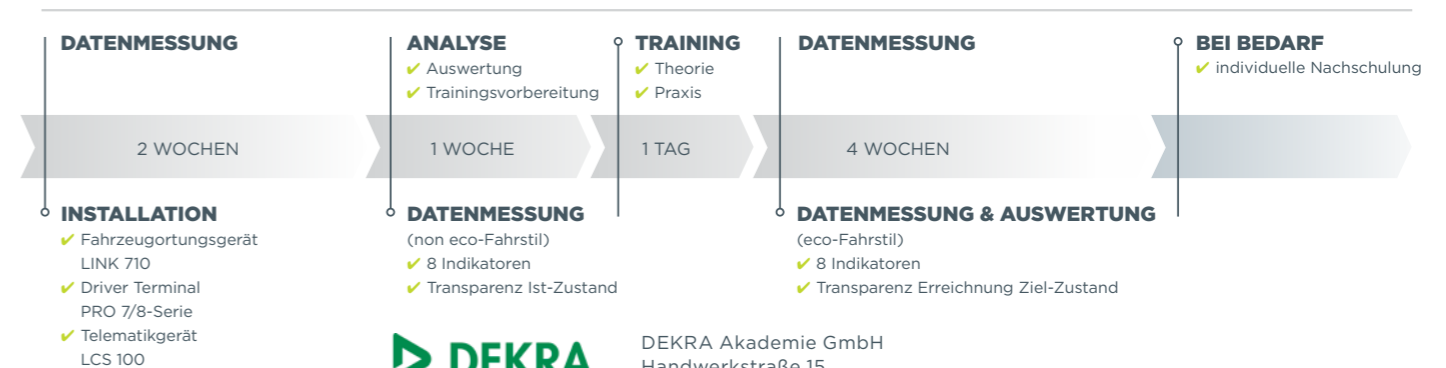 DATENMESSUNG
ANALYSE
✔ Auswertung
✔ Trainingsvorbereitung
TRAINING
✔ Theorie
✔ Praxis
DATENMESSUNG
BEI BEDARF
✔ individuelle Nachschulung
2 WOCHEN
1 WOCHE
1 TAG
4 WOCHEN
INSTALLATION
✔ Fahrzeugortungsgerät
LINK 710
✔ Driver Terminal
PRO 7/8-Serie
✔ Telematikgerät
LCS 100
DATENMESSUNG
(non eco-Fahrstil)
✔ 8 Indikatoren
✔ Transparenz Ist-Zustand
DATENMESSUNG & AUSWERTUNG
(eco-Fahrstil)
✔ 8 Indikatoren
✔ Transparenz Erreichnung Ziel-Zustand
DEKRA
DEKRA Akademie GmbH
Handwerkstraße 15